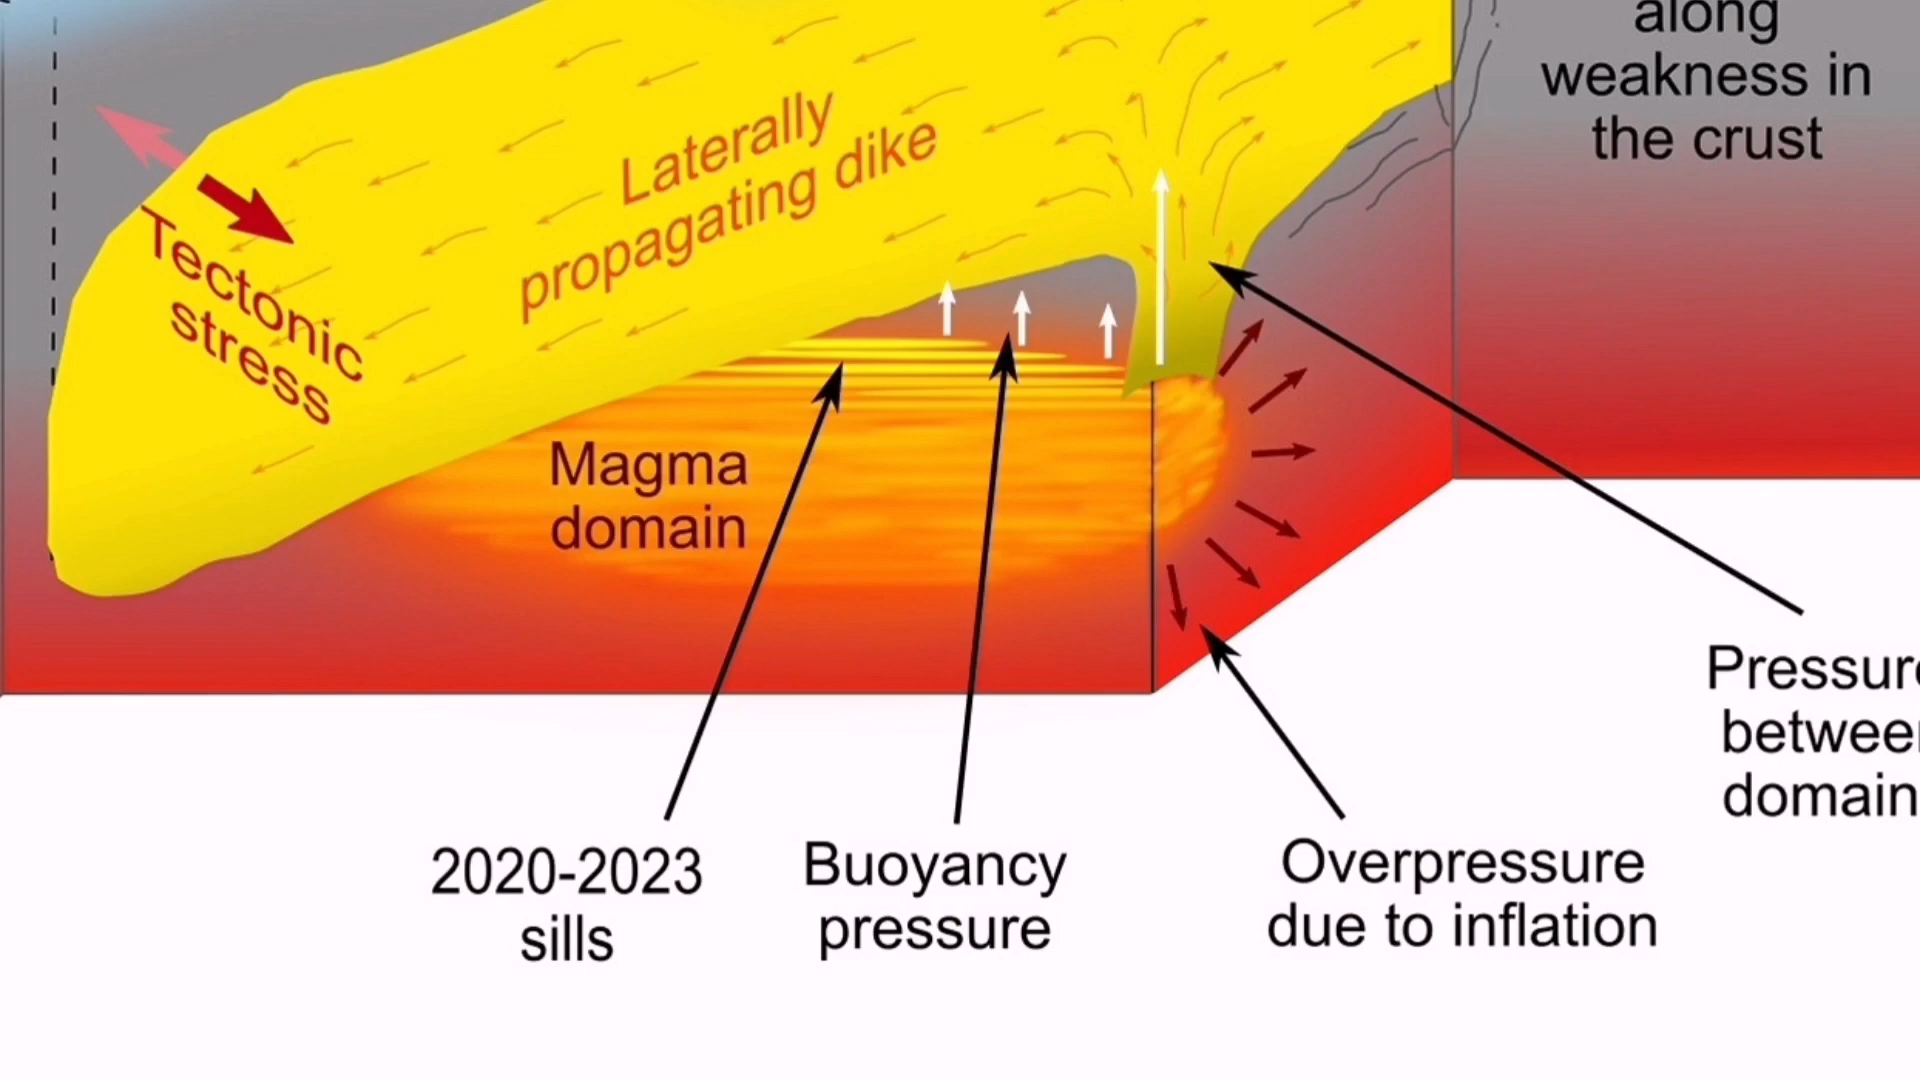 along
weakness in
the crust
Laterally
propagating dike
Tectonic
stress
Magma
domain
2020-2023
sills
Buoyancy
pressure
Overpressure
due to inflation